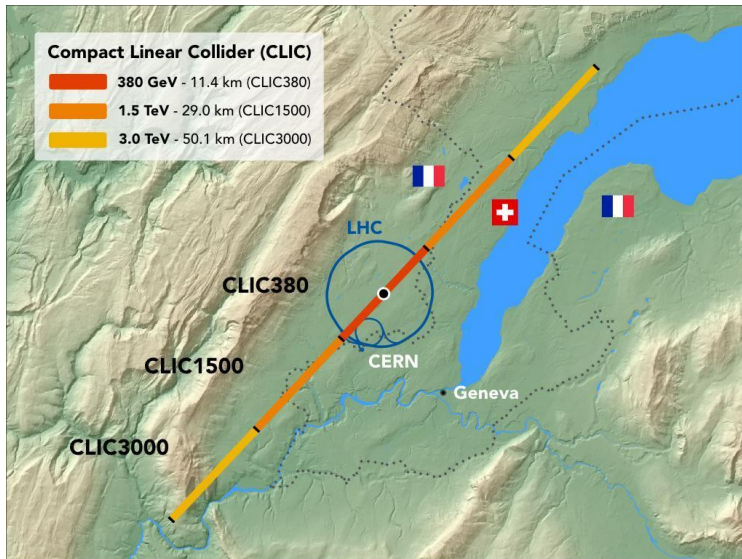 Compact Linear Collider (CLIC)
380 GeV - 11.4 km (CLIC380)
1.5 TeV - 29.0 km (CLIC1500)
3.0 TeV - 50.1 km (CLIC3000)
LHC
CLIC380
CLIC1500
CERN
Geneva
CLIC3000